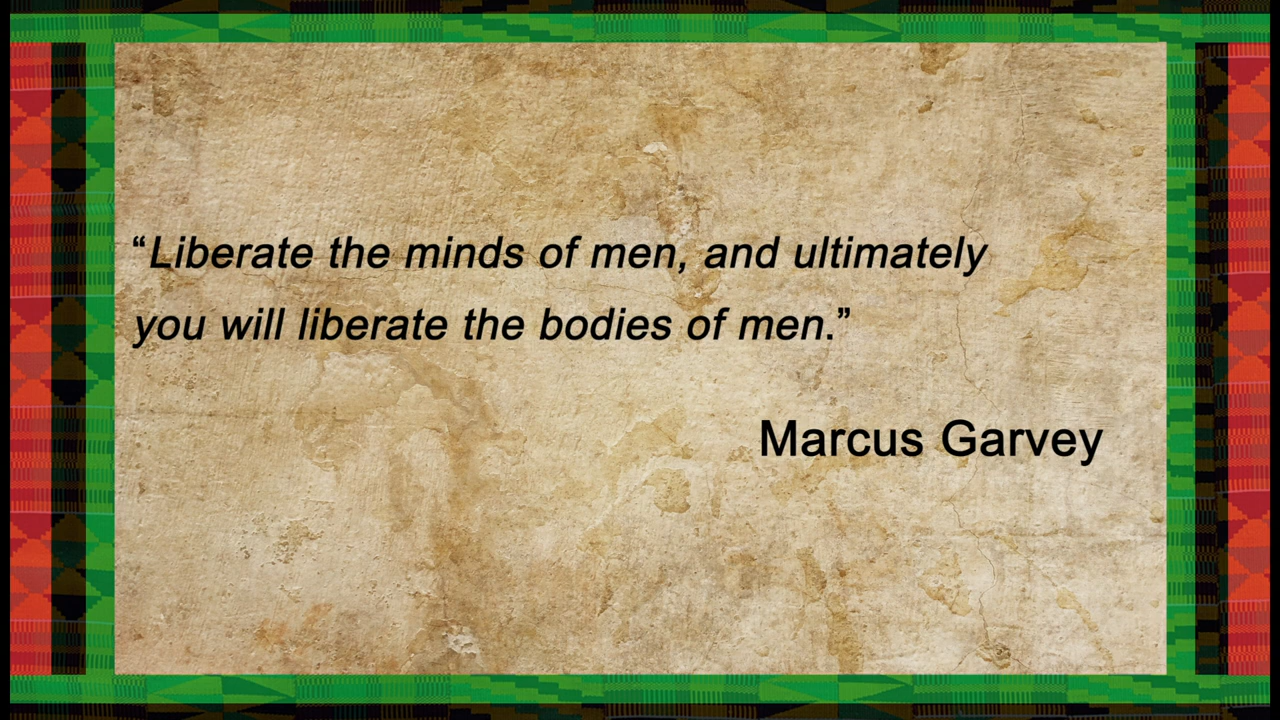 “Liberate the minds of men, and ultimately
you will liberate the bodies of men.”
Marcus Garvey